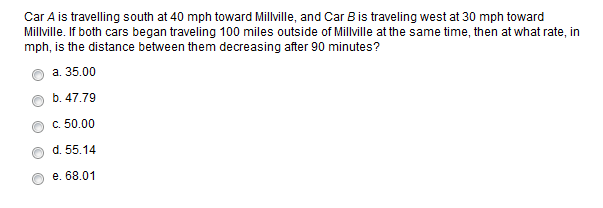 Car A is travelling south at 40 mph toward Millville, and Car B is traveling west at 30 mph toward
Millville. If both cars began traveling 100 miles outside of Millville at the same time, then at what rate, in
mph, is the distance between them decreasing after 90 minutes?
a. 35.00
b. 47.79
c. 50.00
d. 55.14
e. 68.01